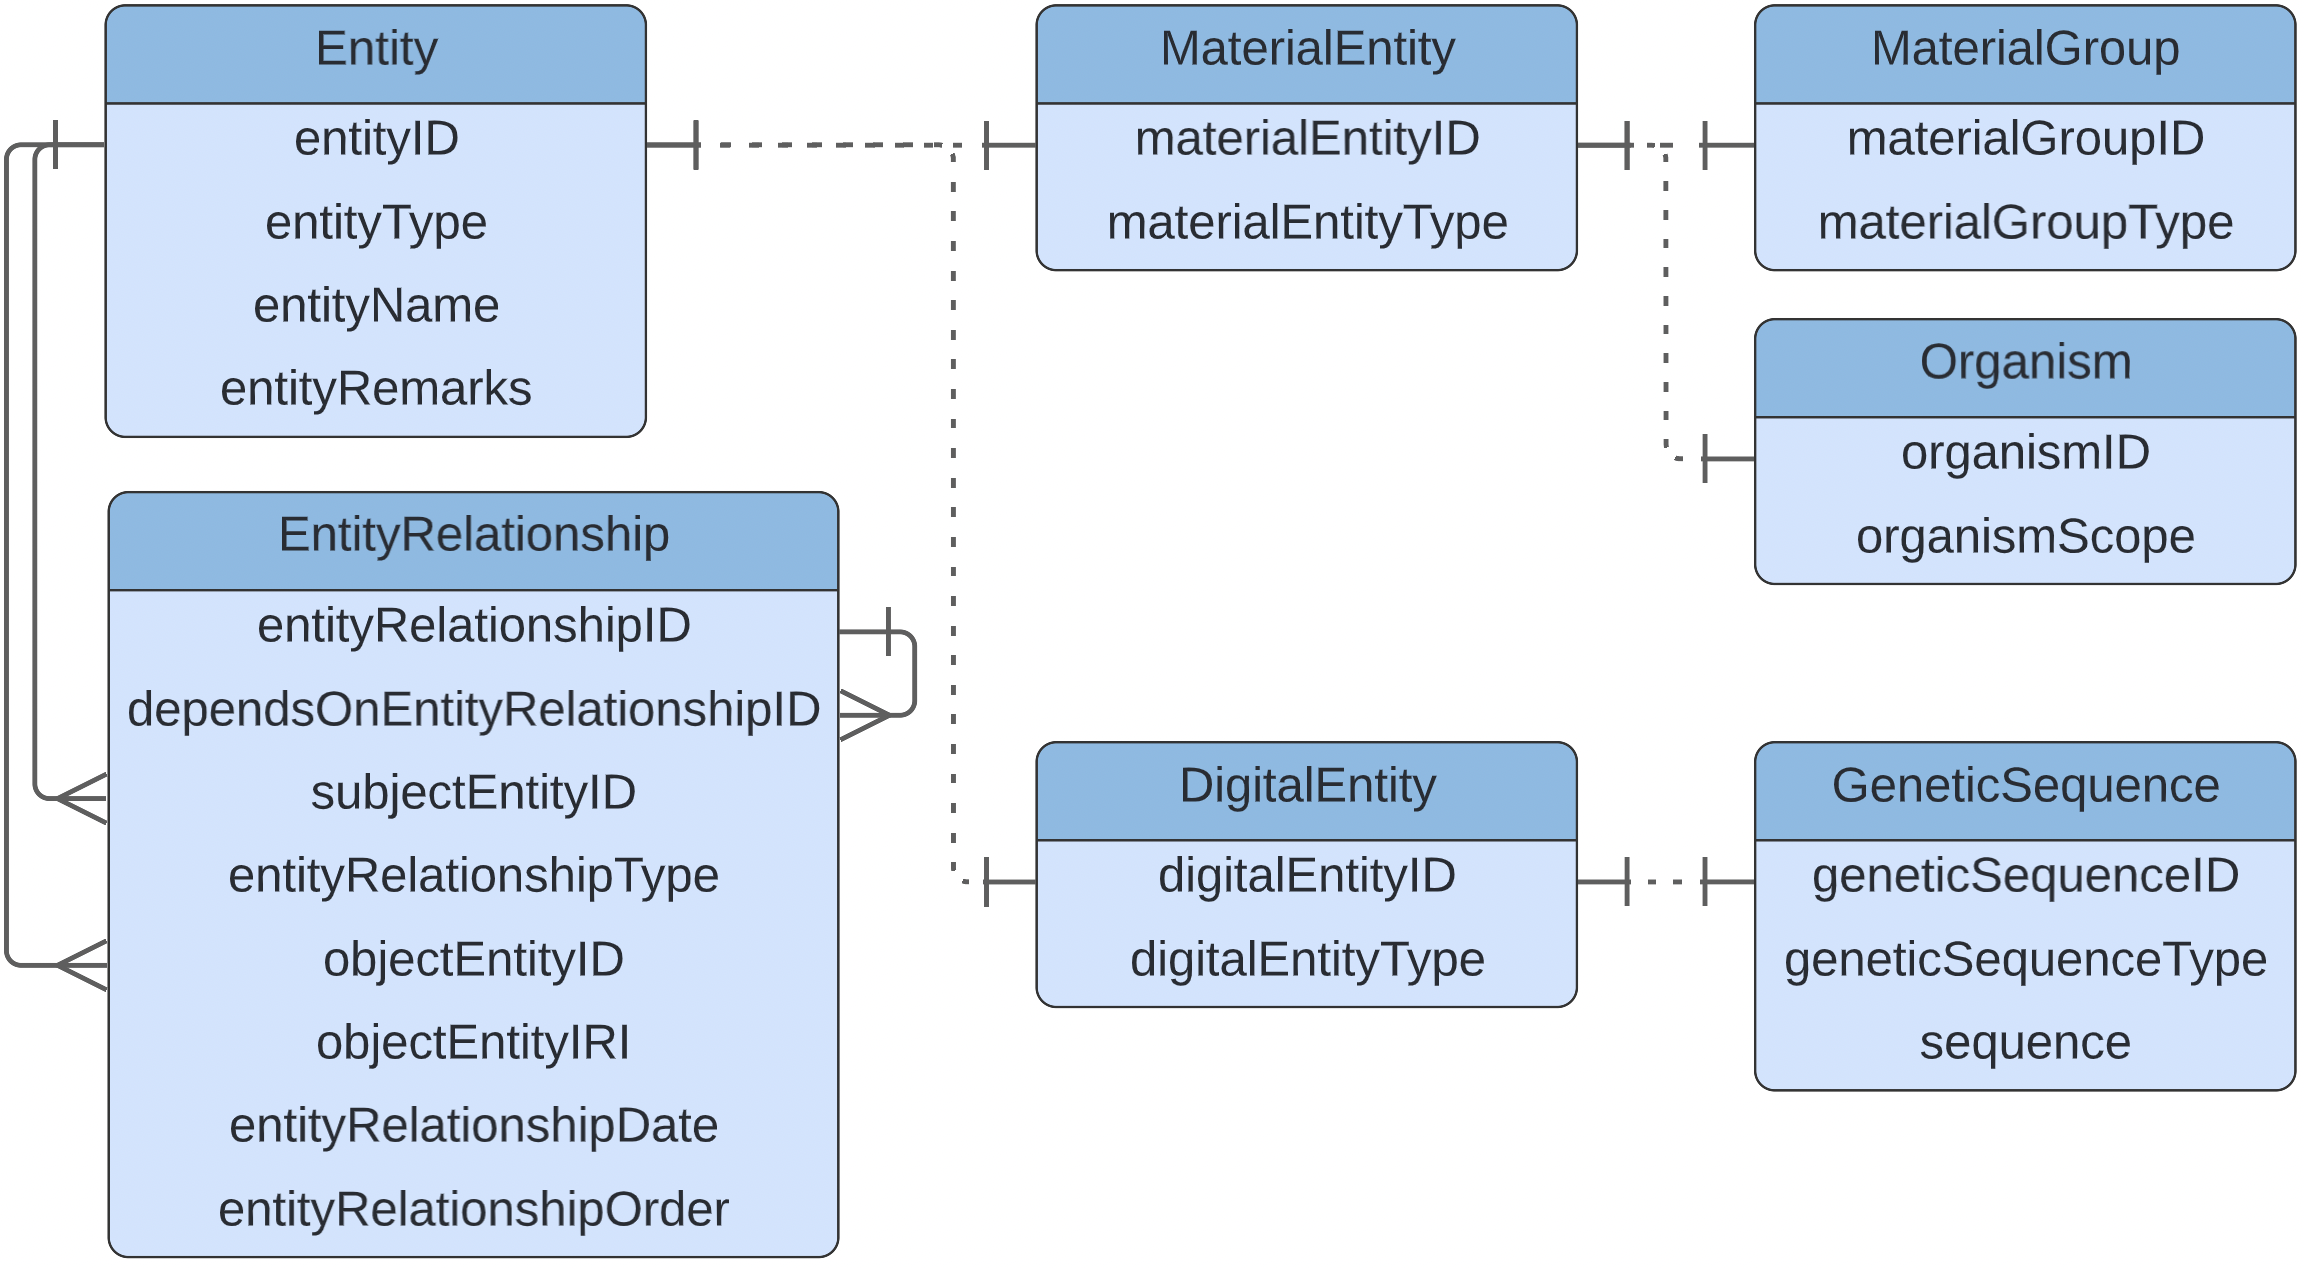 Entity
entityID
entityType
entityName
entityRemarks
EntityRelationship
entityRelationshipID
dependsOnEntityRelationshipID
subjectEntityID
entityRelationshipType
objectEntityID
objectEntityIRI
entityRelationshipDate
entityRelationshipOrder
MaterialEntity
materialEntityID
materialEntityType
DigitalEntity
digitalEntityID
digitalEntityType
MaterialGroup
materialGroupID
materialGroupType
Organism
organismID
organismScope
GeneticSequence
geneticSequenceID
geneticSequenceType
sequence